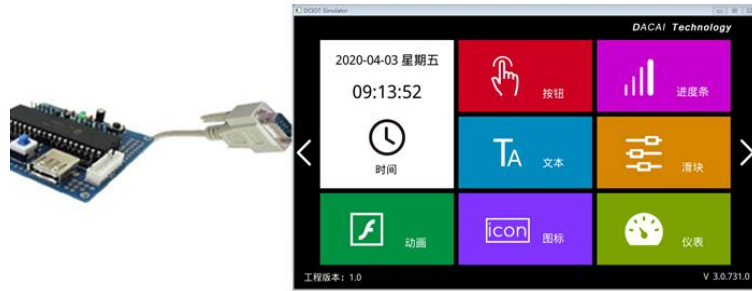 DCIOT Simulator
DACAI Technology
2020-04-03 星期五
09:13:52
时间
按钮
进度条
TA 文本
滑块
动画
icon 图标
仪表
工程版本：1.0
V 3.0.731.0